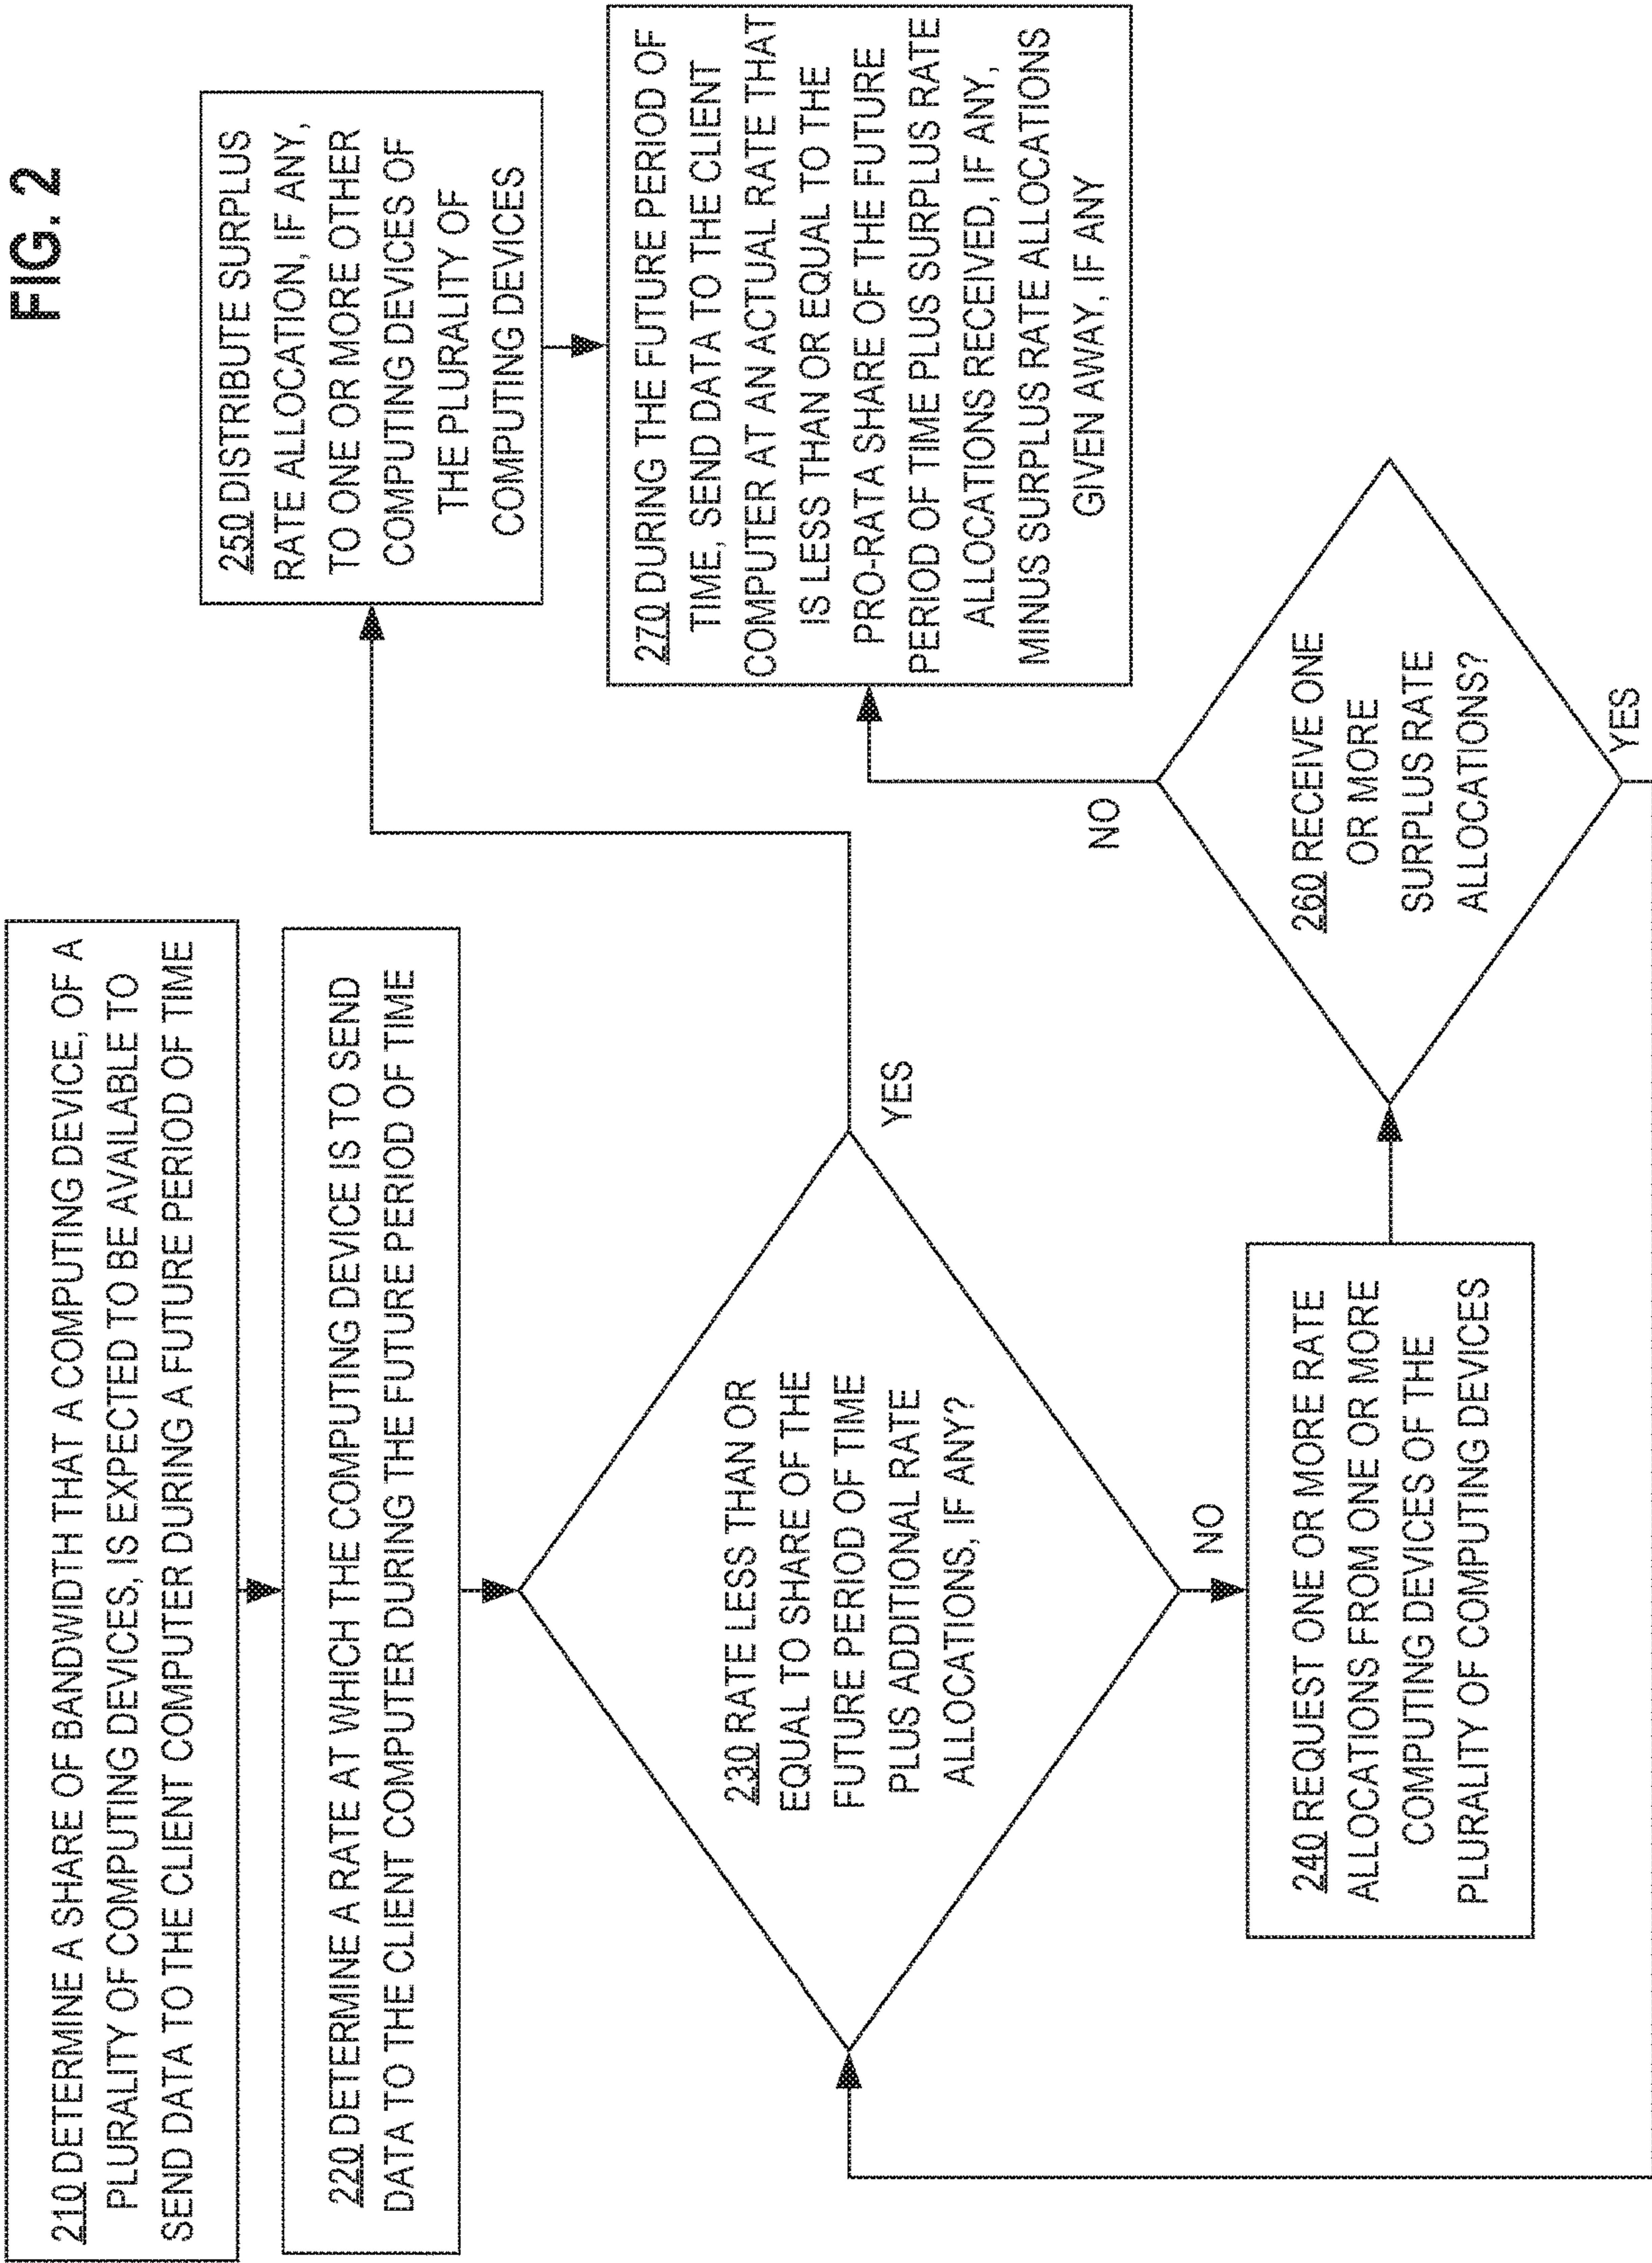 FIG. 2
210 DETERMINE A SHARE OF BANDWIDTH THAT A COMPUTING DEVICE, OF A
PLURALITY OF COMPUTING DEVICES, IS EXPECTED TO BE AVAILABLE TO
SEND DATA TO THE CLIENT COMPUTER DURING A FUTURE PERIOD OF TIME
220 DETERMINE A RATE AT WHICH THE COMPUTING DEVICE IS TO SEND
DATA TO THE CLIENT COMPUTER DURING THE FUTURE PERIOD OF TIME
230 RATE LESS THAN OR
EQUAL TO SHARE OF THE
FUTURE PERIOD OF TIME
PLUS ADDITIONAL RATE
ALLOCATIONS, IF ANY?
YES
NO
240 REQUEST ONE OR MORE RATE
ALLOCATIONS FROM ONE OR MORE
COMPUTING DEVICES OF THE
PLURALITY OF COMPUTING DEVICES
250 DISTRIBUTE SURPLUS
RATE ALLOCATION, IF ANY,
TO ONE OR MORE OTHER
COMPUTING DEVICES OF
THE PLURALITY OF
COMPUTING DEVICES
260 RECEIVE ONE
OR MORE
SURPLUS RATE
ALLOCATIONS?
NO
YES
270 DURING THE FUTURE PERIOD OF
TIME, SEND DATA TO THE CLIENT
COMPUTER AT AN ACTUAL RATE THAT
IS LESS THAN OR EQUAL TO THE
PRO-RATA SHARE OF THE FUTURE
PERIOD OF TIME PLUS SURPLUS RATE
ALLOCATIONS RECEIVED, IF ANY,
MINUS SURPLUS RATE ALLOCATIONS
GIVEN AWAY, IF ANY